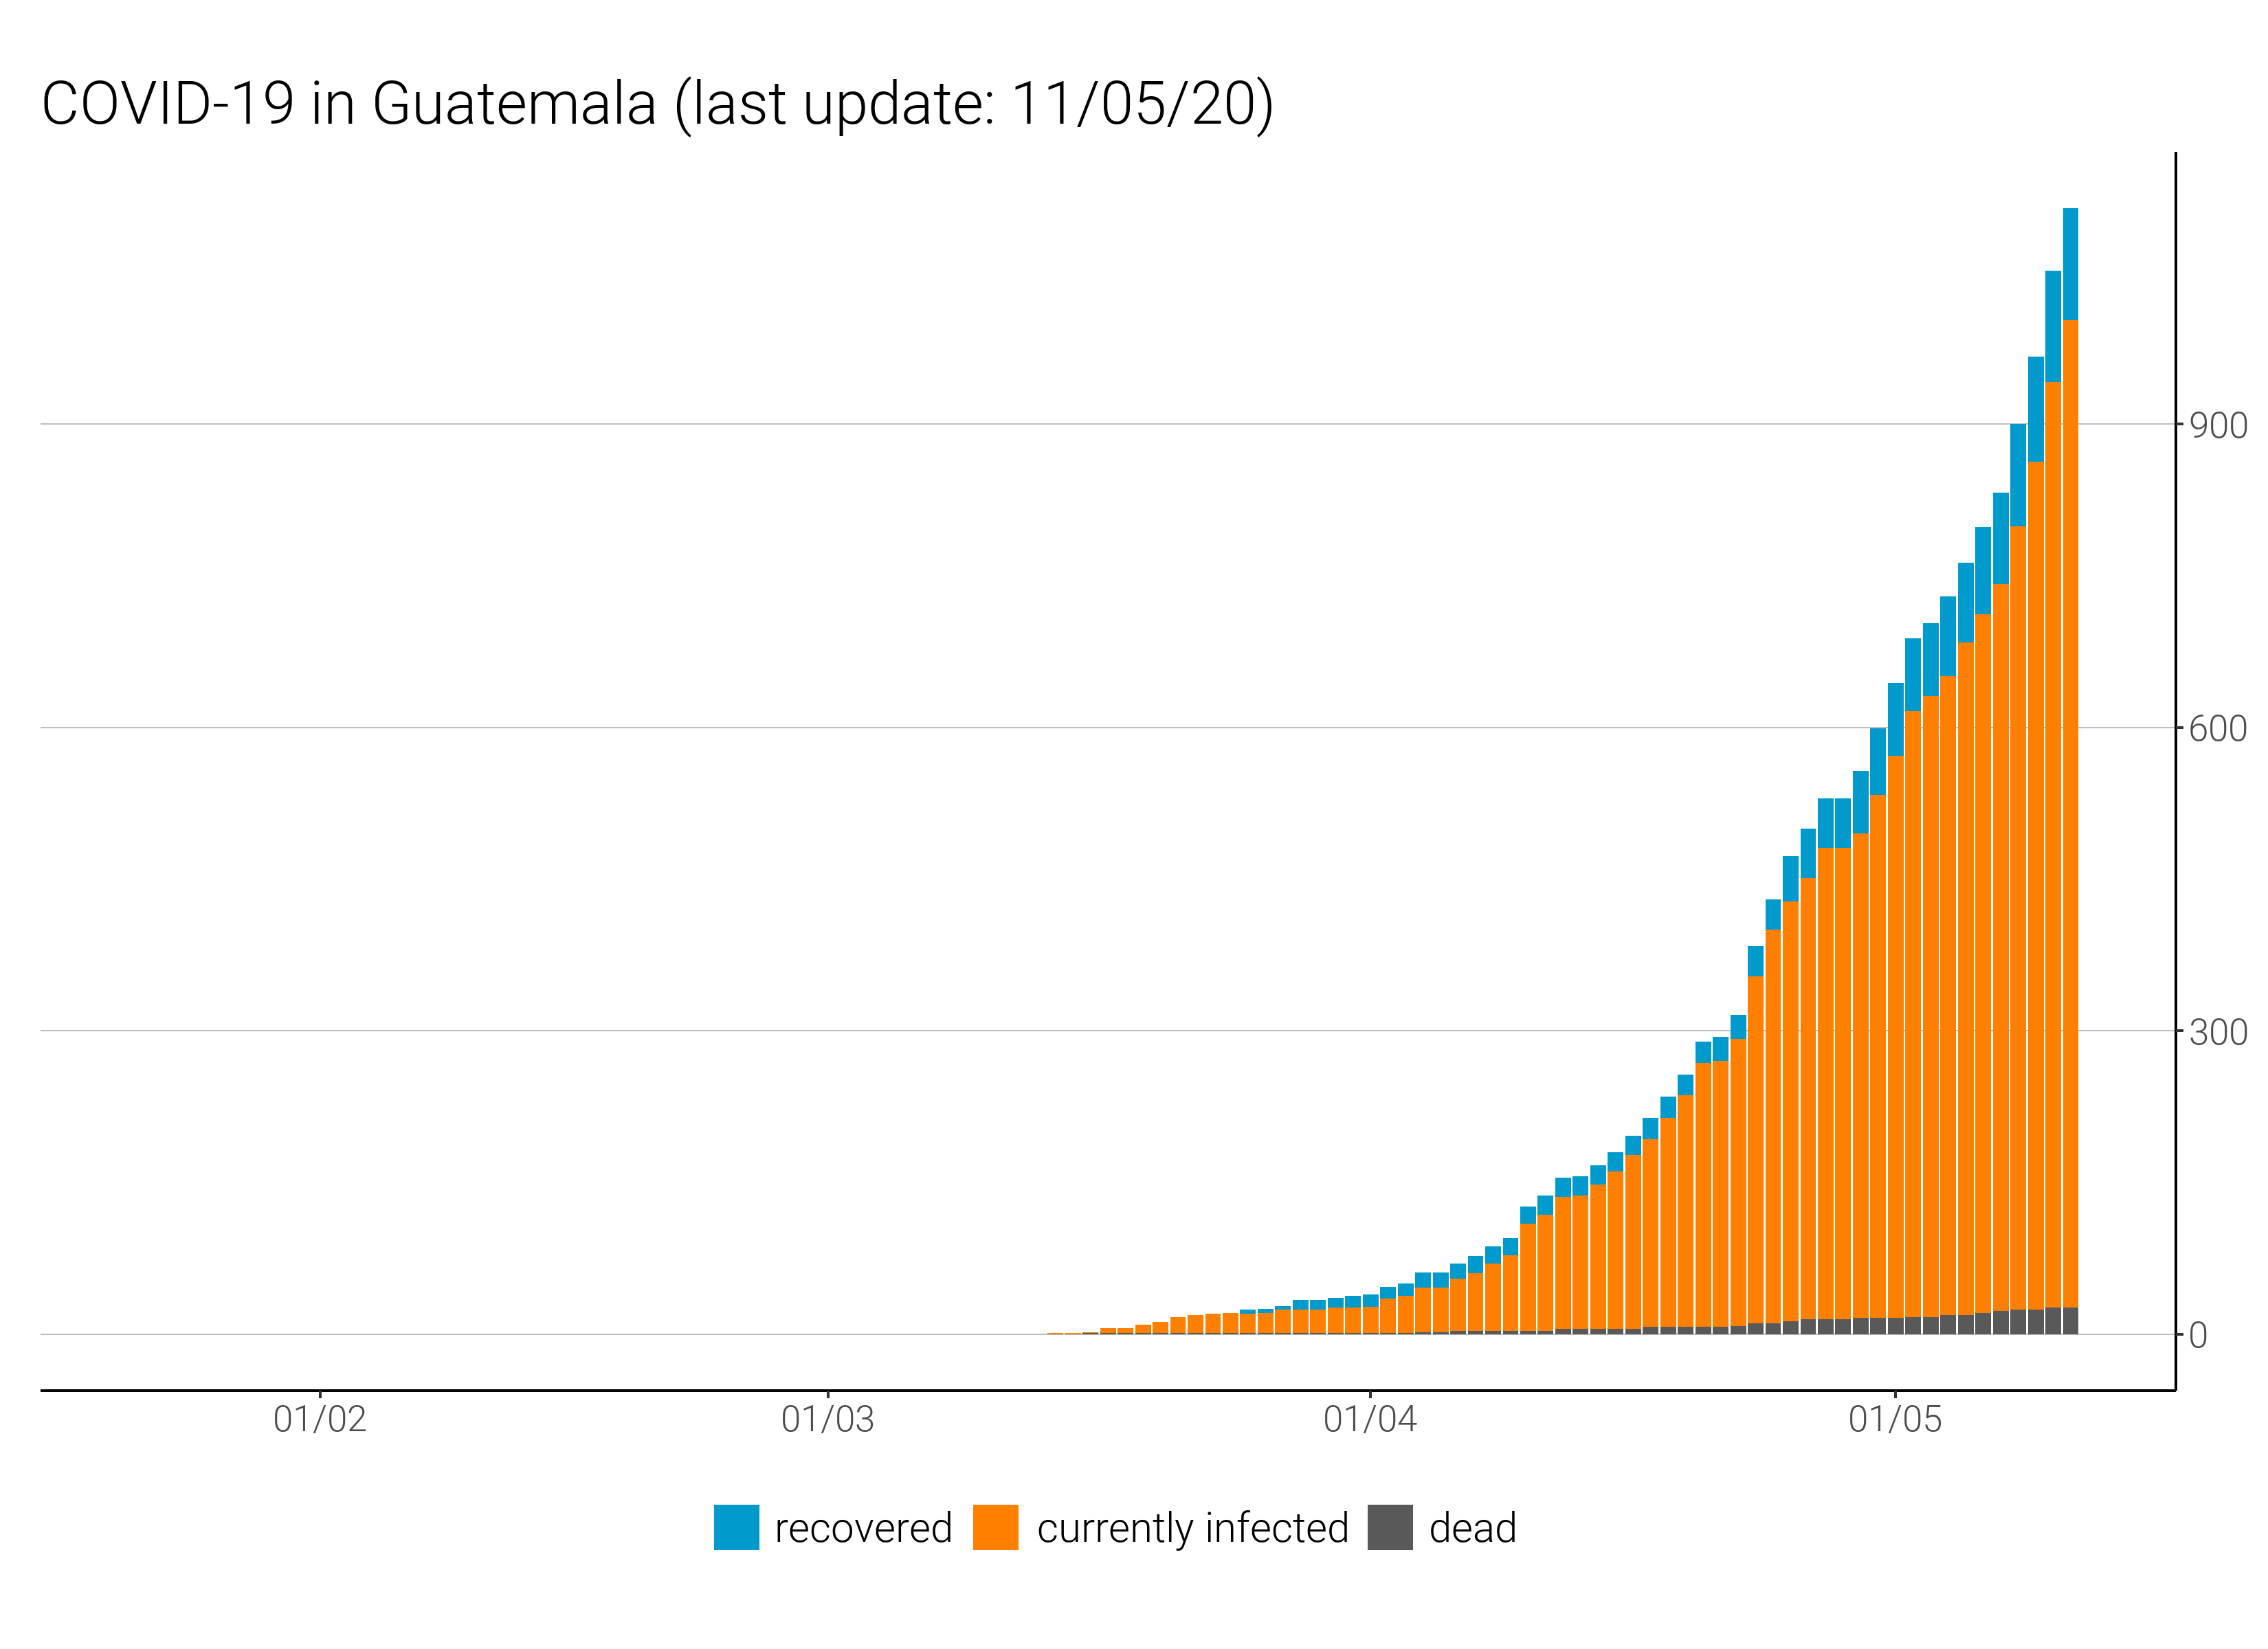 COVID-19 in Guatemala (last update: 11/05/20)
900
600
300
0
01/02 01/03 01/04 01/05
recovered currently infected dead